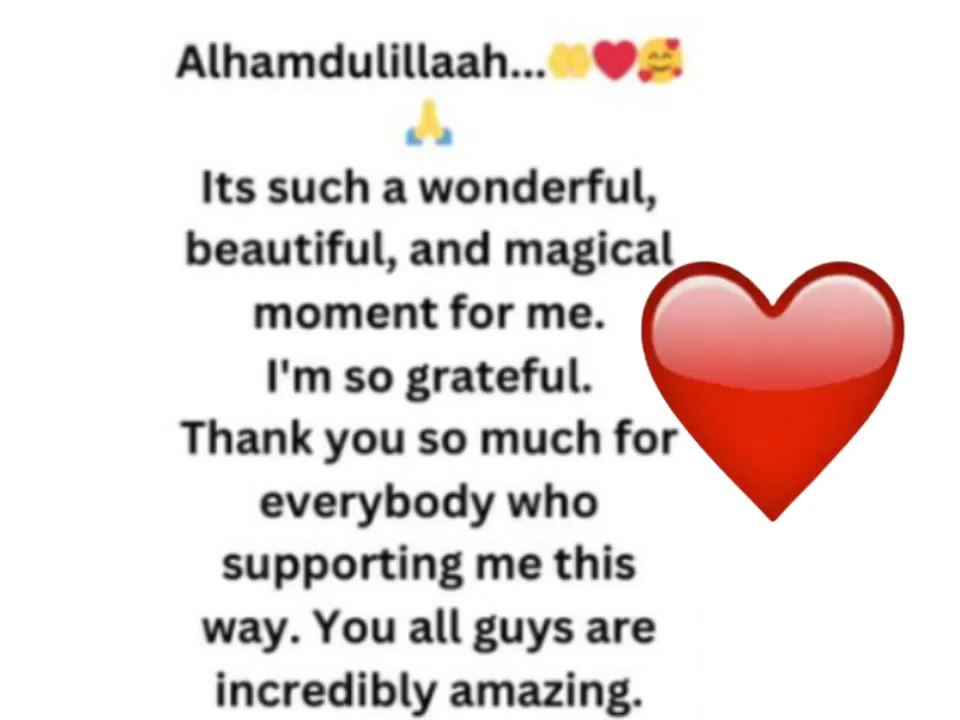 Alhamdulillaah...🤲❤️🥰
🙏
Its such a wonderful,
beautiful, and magical
moment for me.
I'm so grateful.
Thank you so much for
everybody who
supporting me this
way. You all guys are
incredibly amazing.